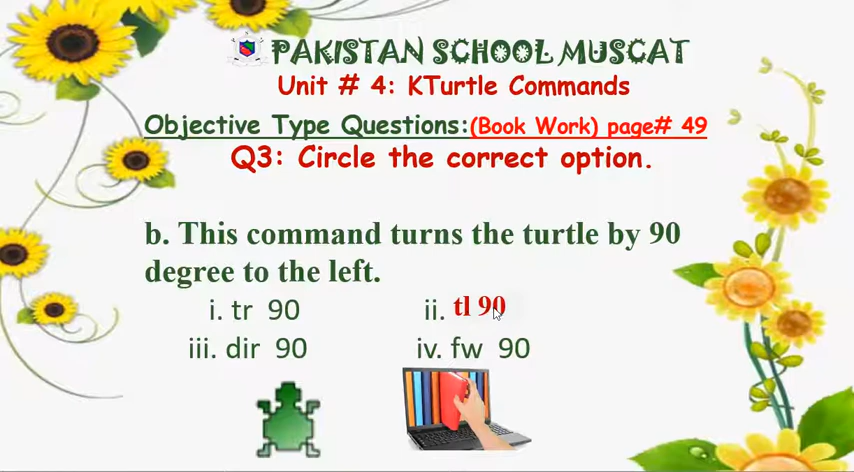 PAKISTAN SCHOOL MUSCAT
Unit # 4: KTurtle Commands
Objective Type Questions:(Book Work) page# 49
Q3: Circle the correct option.
b. This command turns the turtle by 90
degree to the left.
i. tr 90 ii. tl 90
iii. dir 90 iv. fw 90